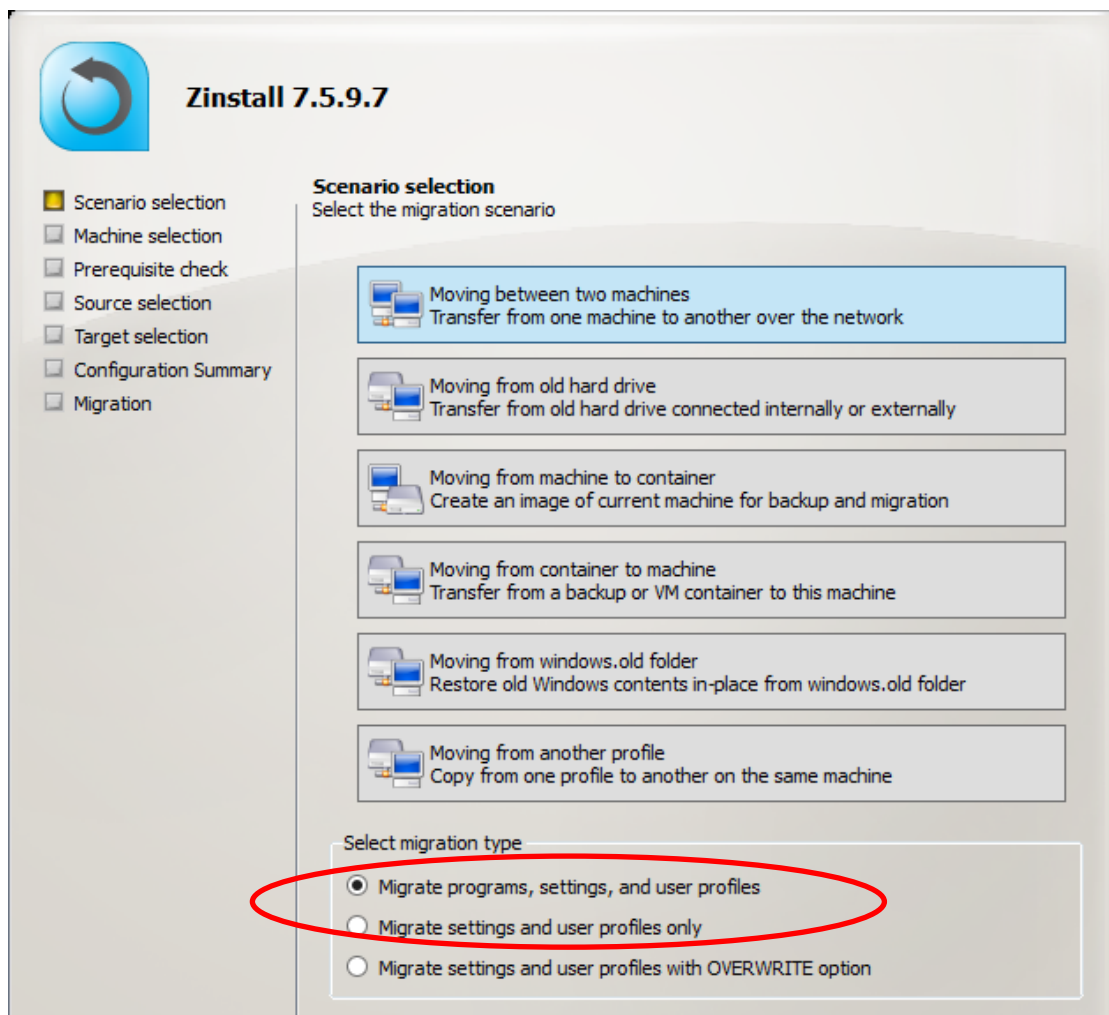 Zinstall 7.5.9.7
Scenario selection
Machine selection
Prerequisite check
Source selection
Target selection
Configuration Summary
Migration
Scenario selection
Select the migration scenario
Moving between two machines
Transfer from one machine to another over the network
Moving from old hard drive
Transfer from old hard drive connected internally or externally
Moving from machine to container
Create an image of current machine for backup and migration
Moving from container to machine
Transfer from a backup or VM container to this machine
Moving from windows.old folder
Restore old Windows contents in-place from windows.old folder
Moving from another profile
Copy from one profile to another on the same machine
Select migration type
Migrate programs, settings, and user profiles
Migrate settings and user profiles only
Migrate settings and user profiles with OVERWRITE option